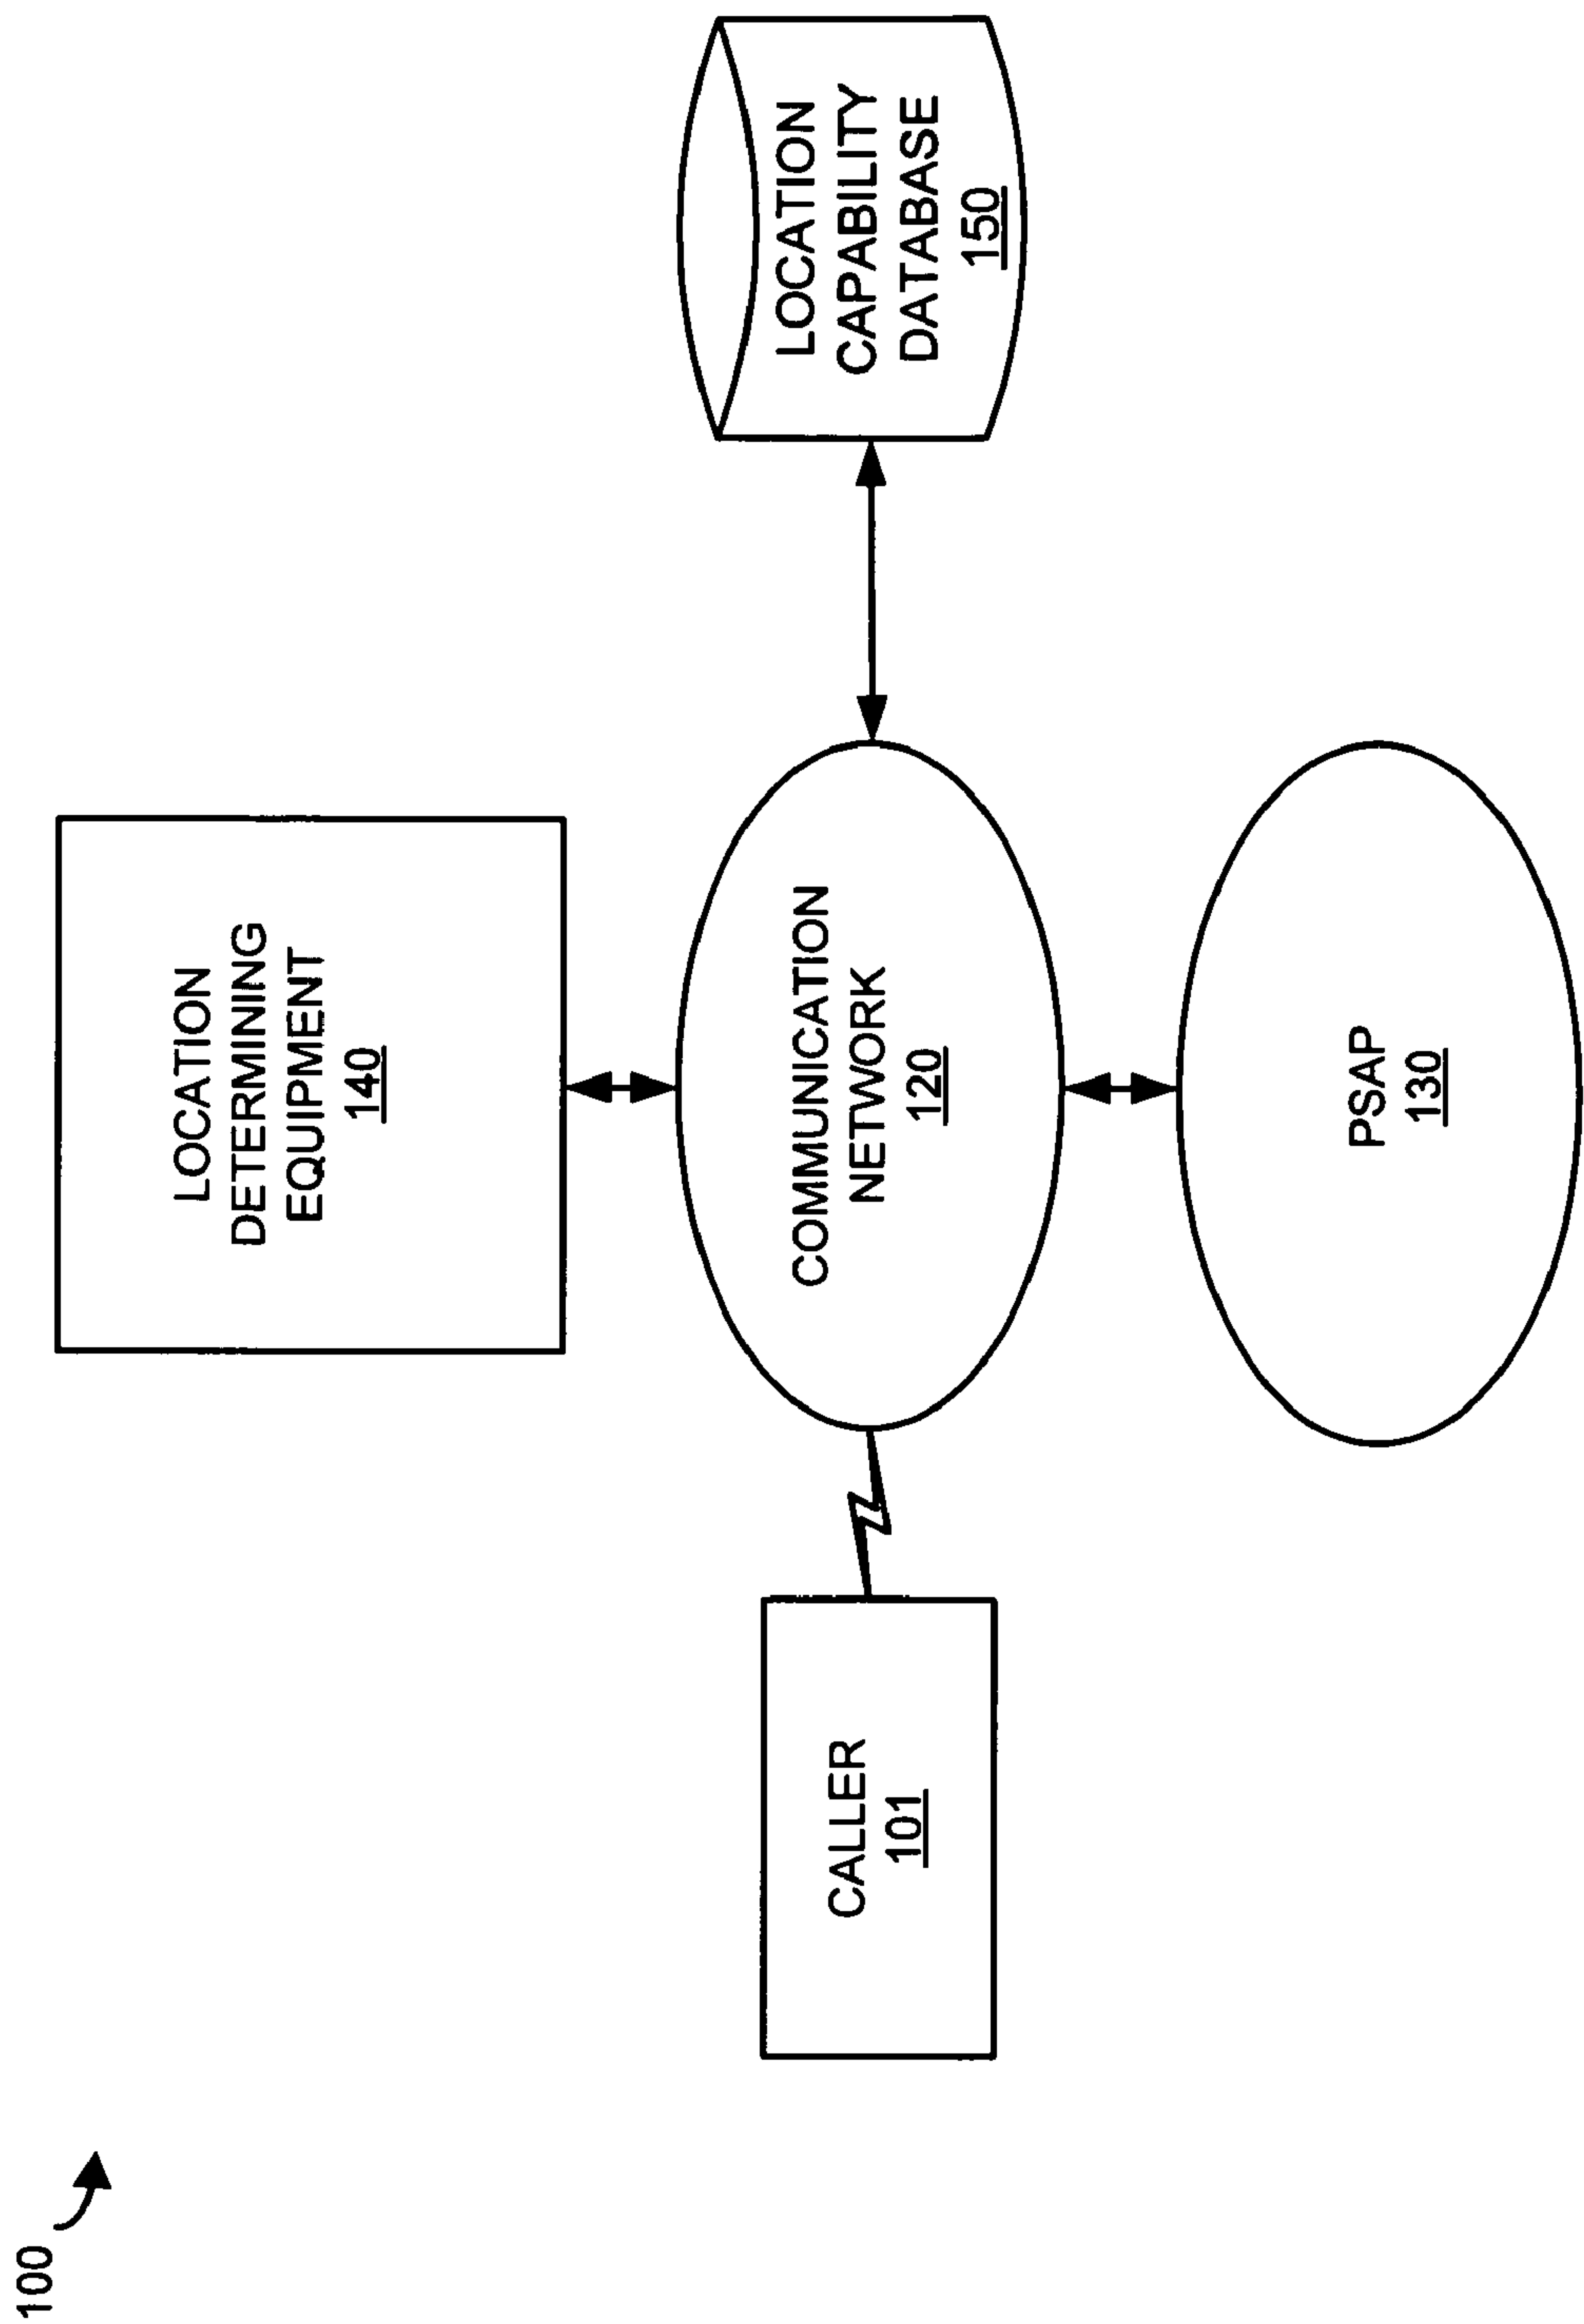 100
LOCATION
DETERMINING
EQUIPMENT
140
CALLER
101
COMMUNICATION
NETWORK
120
LOCATION
CAPABILITY
DATABASE
150
PSAP
130